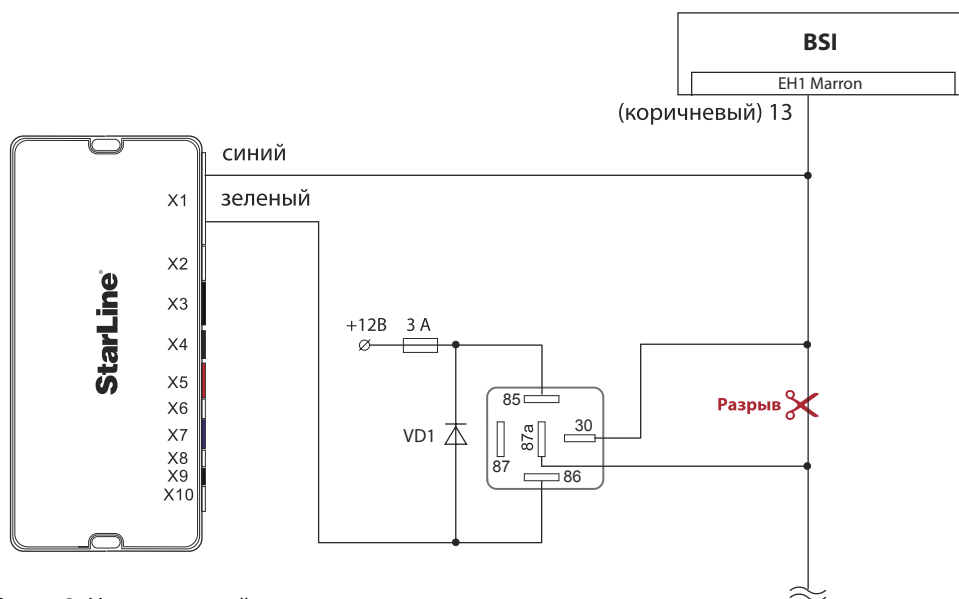 BSI
EH1 Marron
(коричневый) 13
синий
зеленый
X1
X2
X3
X4
X5
X6
X7
X8
X9
X10
StarLine
+12В 3 А
VD1
85
30
87a
87
86
Разрыв